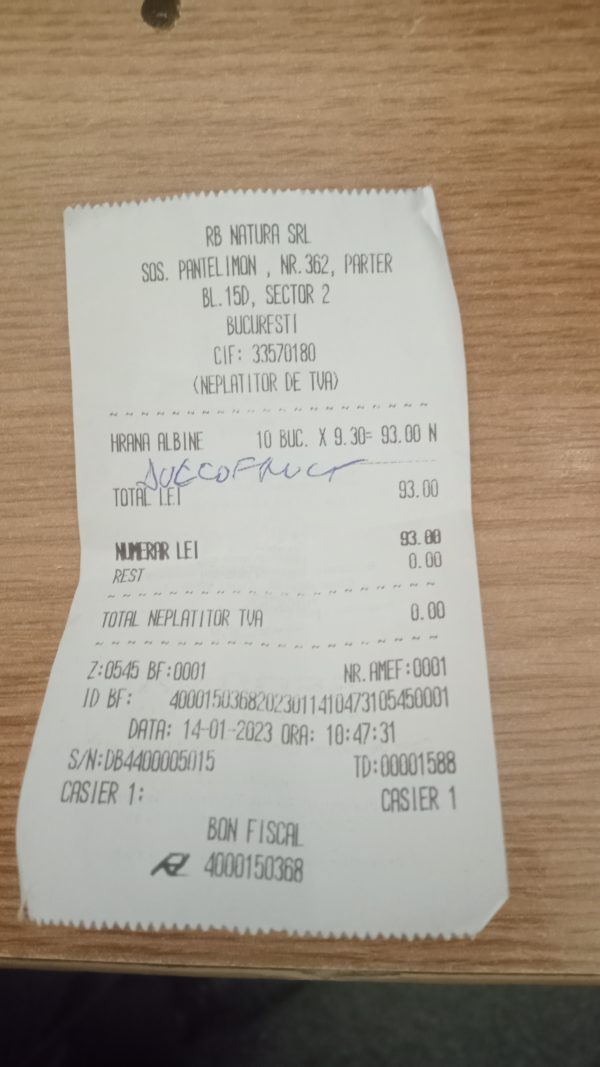 RB NATURA SRL
SOS. PANTELIMON , NR.362, PARTER
BL.15D, SECTOR 2
BUCURESTI
CIF: 33570180
(NEPLATITOR DE TVA)
HRANA ALBINE 10 BUC. X 9.30= 93.00 N
TOTAL LEI 93.00
NUMERAR LEI 93.00
REST 0.00
TOTAL NEPLATITOR TVA 0.00
Z:0545 BF:0001 NR.AMEF:0001
ID BF: 40001503682023011410473105450001
DATA: 14-01-2023 ORA: 10:47:31
S/N:DB4400005015 TD:00001588
CASIER 1: CASIER 1
BON FISCAL
4000150368